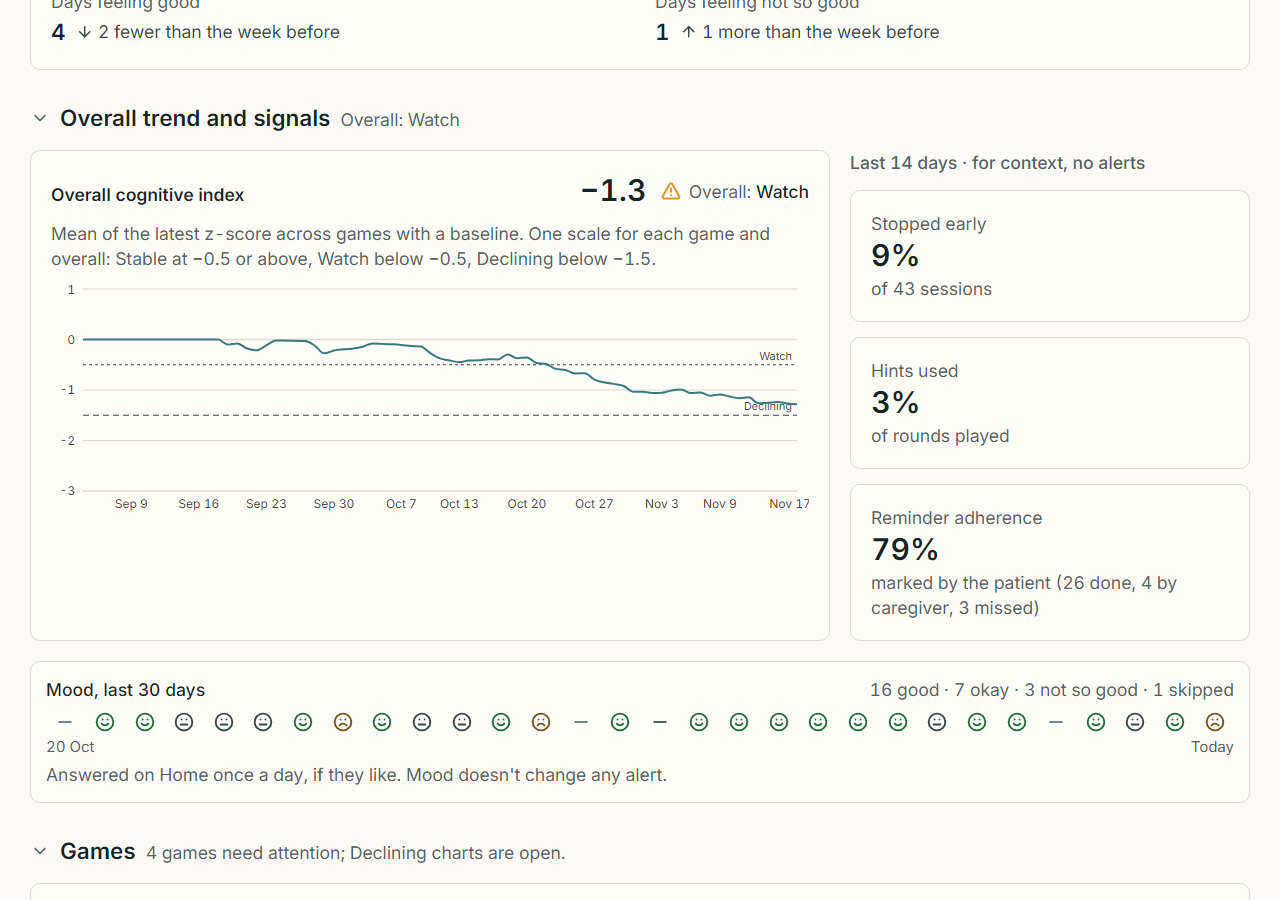 Days feeling good
Days feeling not so good
4 ↓ 2 fewer than the week before
1 ↑ 1 more than the week before
Overall trend and signals Overall: Watch
Overall cognitive index
−1.3 Overall: Watch
Mean of the latest z-score across games with a baseline. One scale for each game and
overall: Stable at −0.5 or above, Watch below −0.5, Declining below −1.5.
1
0
-1
-2
-3
Watch
Declining
Sep 9 Sep 16 Sep 23 Sep 30 Oct 7 Oct 13 Oct 20 Oct 27 Nov 3 Nov 9 Nov 17
Last 14 days · for context, no alerts
Stopped early
9%
of 43 sessions
Hints used
3%
of rounds played
Reminder adherence
79%
marked by the patient (26 done, 4 by
caregiver, 3 missed)
Mood, last 30 days
16 good · 7 okay · 3 not so good · 1 skipped
20 Oct
Today
Answered on Home once a day, if they like. Mood doesn't change any alert.
Games 4 games need attention; Declining charts are open.